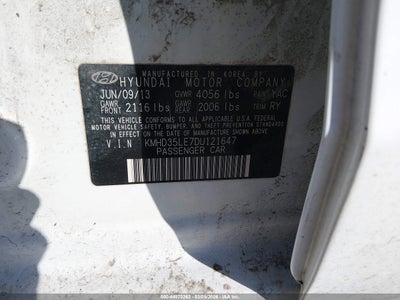 MANUFACTURED IN KOREA BY
HYUNDAI MOTOR COMPANY
JUN/09/13 GVWR 4056 lbs PAINT YAC
GAWR FRONT 2116 lbs GAWR REAR 2006 lbs TRIM RY
THIS VEHICLE CONFORMS TO ALL APPLICABLE U.S.A. FEDERAL
MOTOR VEHICLE SAFETY, BUMPER, AND THEFT PREVENTION STANDARDS
IN EFFECT ON THE DATE OF MANUFACTURE SHOWN ABOVE.
V.I.N KMHD35LE7DU121647
PASSENGER CAR